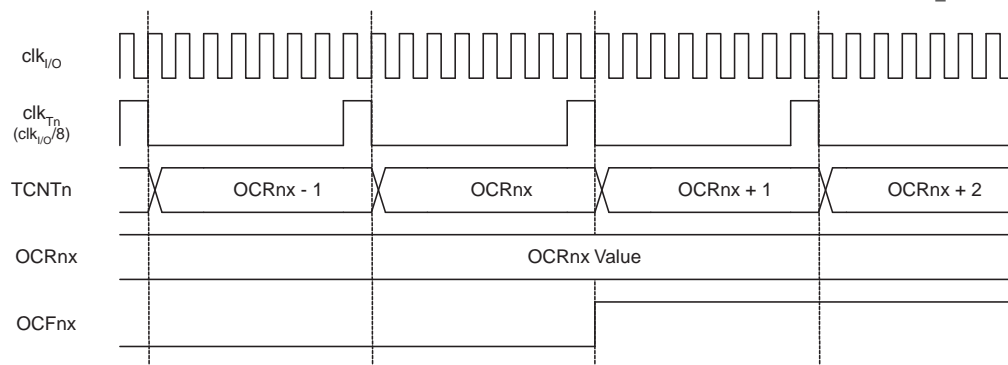 clkI/O
clkTn
(clkI/O/8)
TCNTn OCRnx - 1 OCRnx OCRnx + 1 OCRnx + 2
OCRnx OCRnx Value
OCFnx